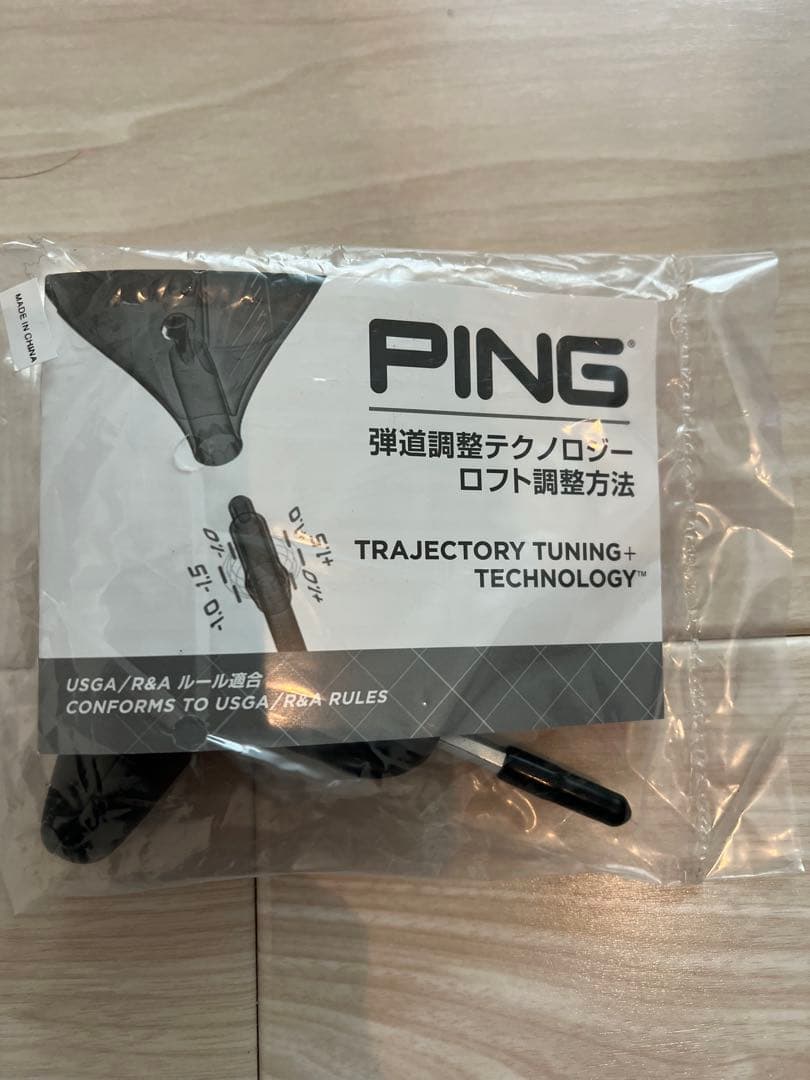 MADE IN CHINA
PING®
弾道調整テクノロジー
ロフト調整方法
TRAJECTORY TUNING+
TECHNOLOGY™
USGA/R&A ルール適合
CONFORMS TO USGA/R&A RULES